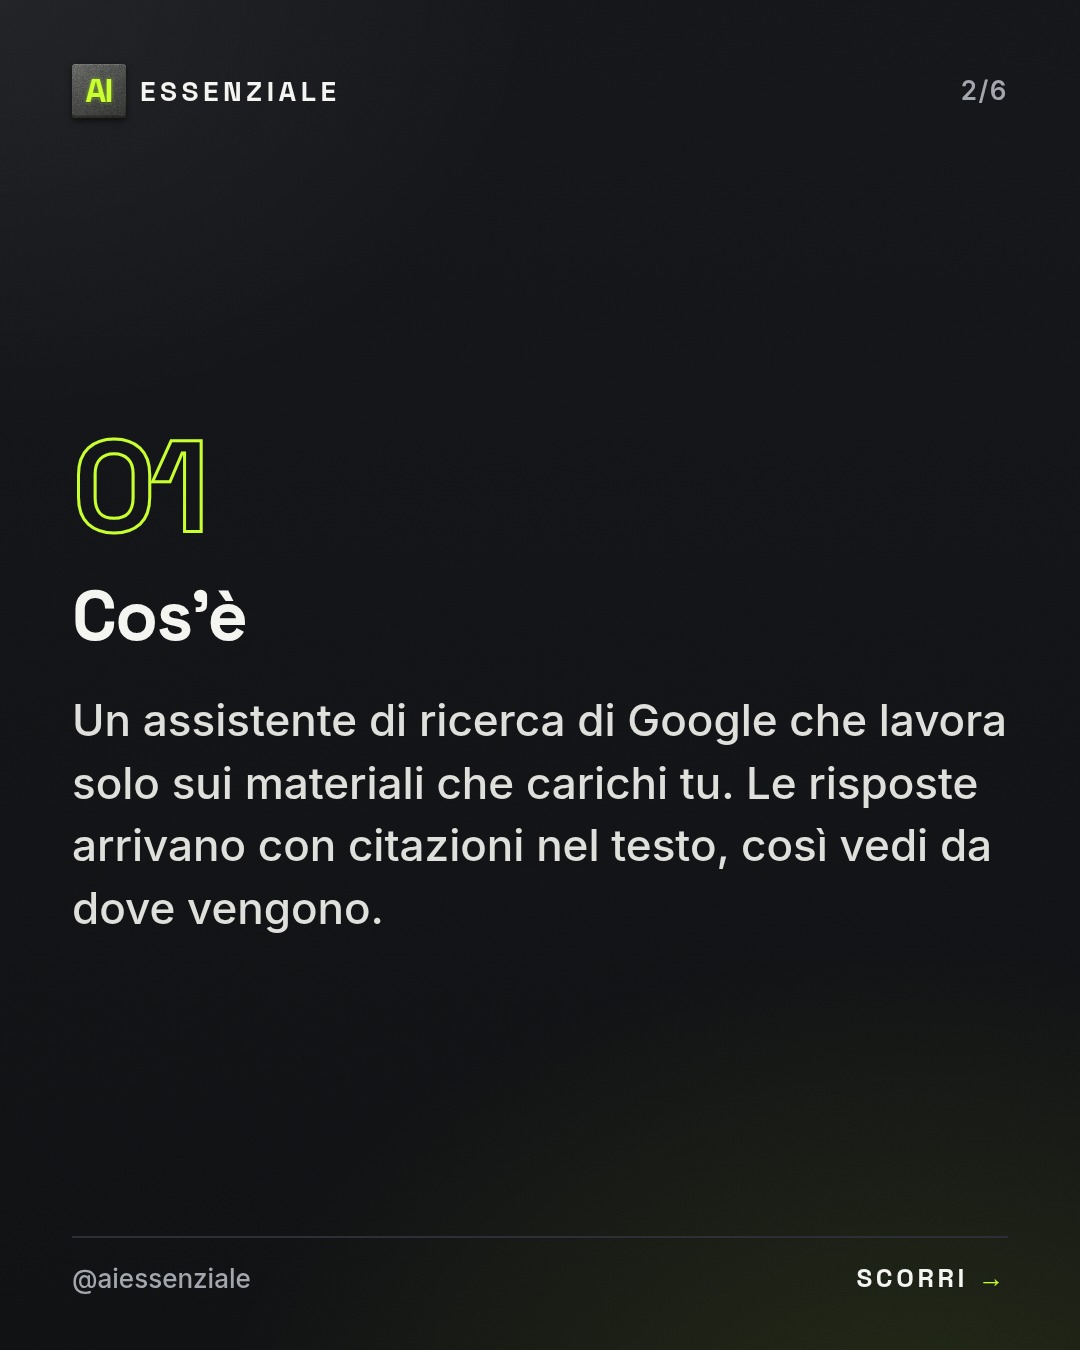 AI ESSENZIALE
2/6
01
Cos’è
Un assistente di ricerca di Google che lavora
solo sui materiali che carichi tu. Le risposte
arrivano con citazioni nel testo, così vedi da
dove vengono.
@aiessenziale
SCORRI →